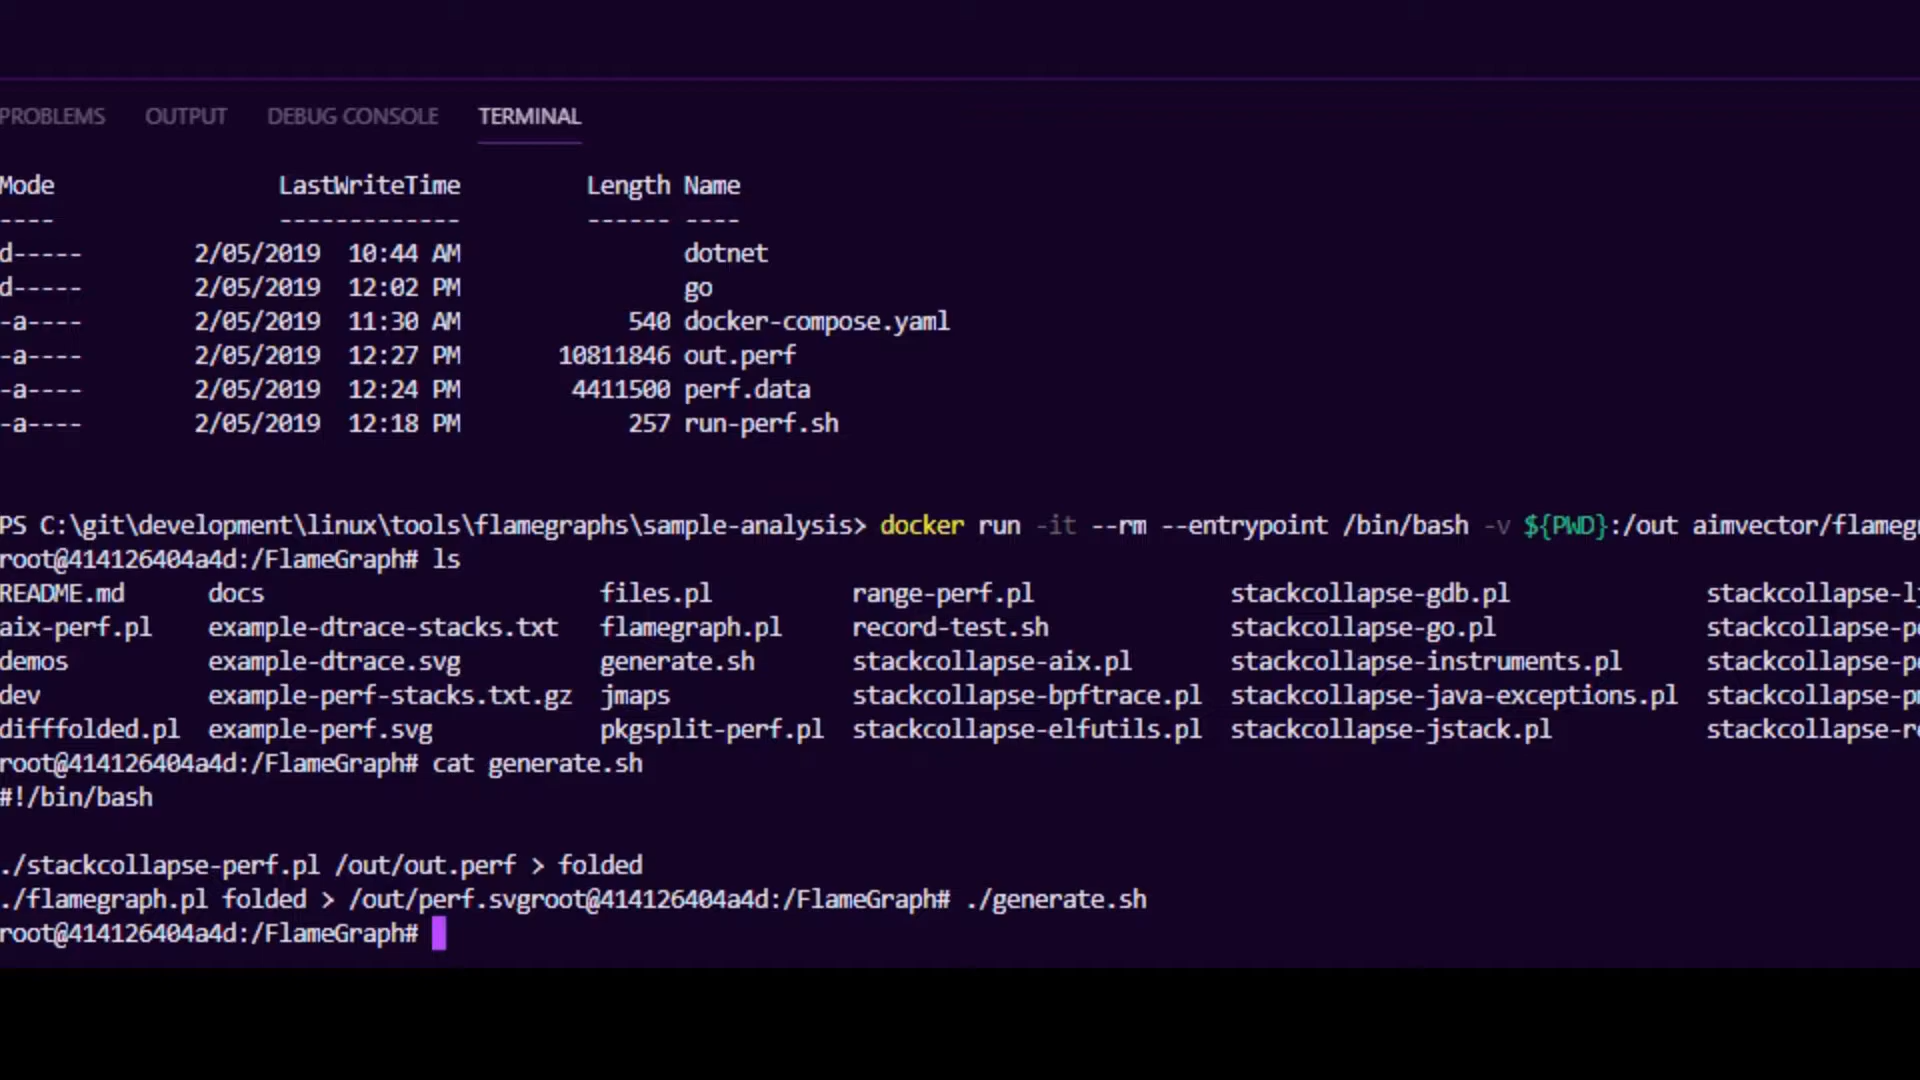 PROBLEMS OUTPUT DEBUG CONSOLE TERMINAL
Mode LastWriteTime Length Name
---- ------------- ------ ----
d----- 2/05/2019 10:44 AM dotnet
d----- 2/05/2019 12:02 PM go
-a---- 2/05/2019 11:30 AM 540 docker-compose.yaml
-a---- 2/05/2019 12:27 PM 10811846 out.perf
-a---- 2/05/2019 12:24 PM 4411500 perf.data
-a---- 2/05/2019 12:18 PM 257 run-perf.sh
PS C:\git\development\linux\tools\flamegraphs\sample-analysis> docker run -it --rm --entrypoint /bin/bash -v ${PWD}:/out aimvector/flameg
root@414126404a4d:/FlameGraph# ls
README.md docs files.pl range-perf.pl stackcollapse-gdb.pl stackcollapse-l
aix-perf.pl example-dtrace-stacks.txt flamegraph.pl record-test.sh stackcollapse-go.pl stackcollapse-p
demos example-dtrace.svg generate.sh stackcollapse-aix.pl stackcollapse-instruments.pl stackcollapse-p
dev example-perf-stacks.txt.gz jmaps stackcollapse-bpftrace.pl stackcollapse-java-exceptions.pl stackcollapse-p
difffolded.pl example-perf.svg pkgsplit-perf.pl stackcollapse-elfutils.pl stackcollapse-jstack.pl stackcollapse-r
root@414126404a4d:/FlameGraph# cat generate.sh
#!/bin/bash
./stackcollapse-perf.pl /out/out.perf > folded
./flamegraph.pl folded > /out/perf.svgroot@414126404a4d:/FlameGraph# ./generate.sh
root@414126404a4d:/FlameGraph#